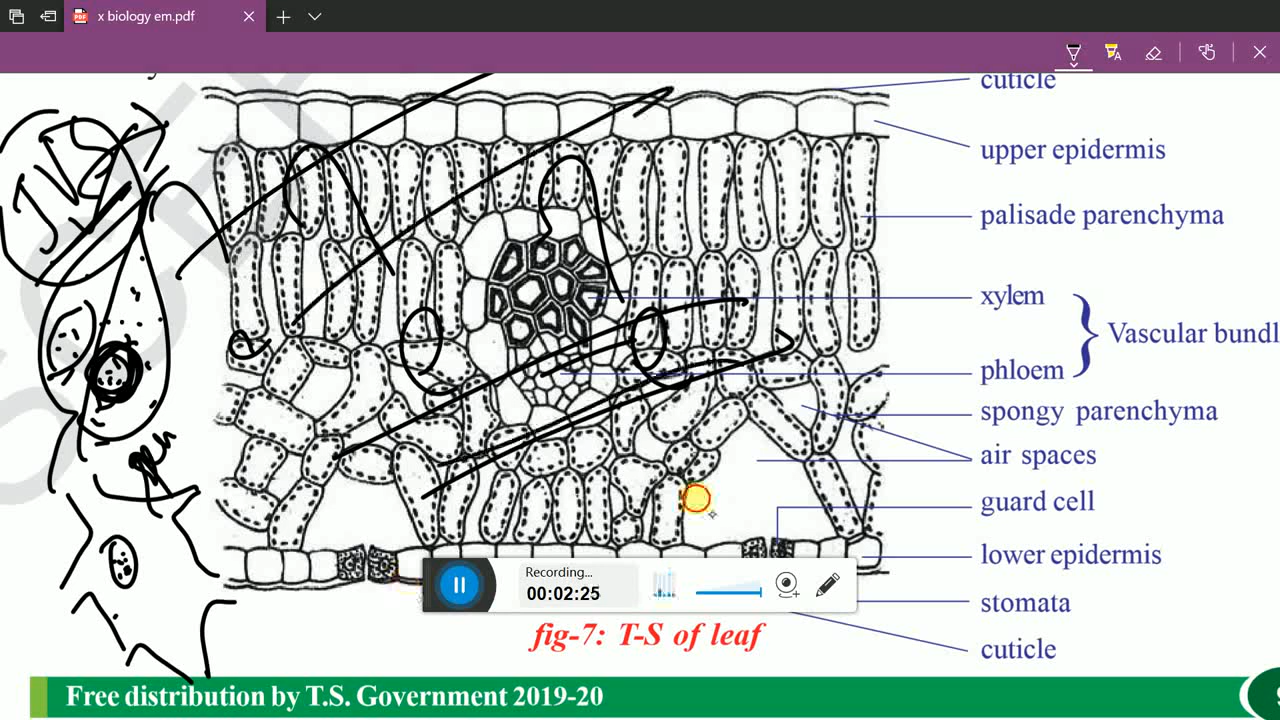 x biology em.pdf
cuticle
upper epidermis
palisade parenchyma
xylem
Vascular bundl
phloem
spongy parenchyma
air spaces
guard cell
lower epidermis
stomata
cuticle
Recording...
00:02:25
fig-7: T-S of leaf
Free distribution by T.S. Government 2019-20